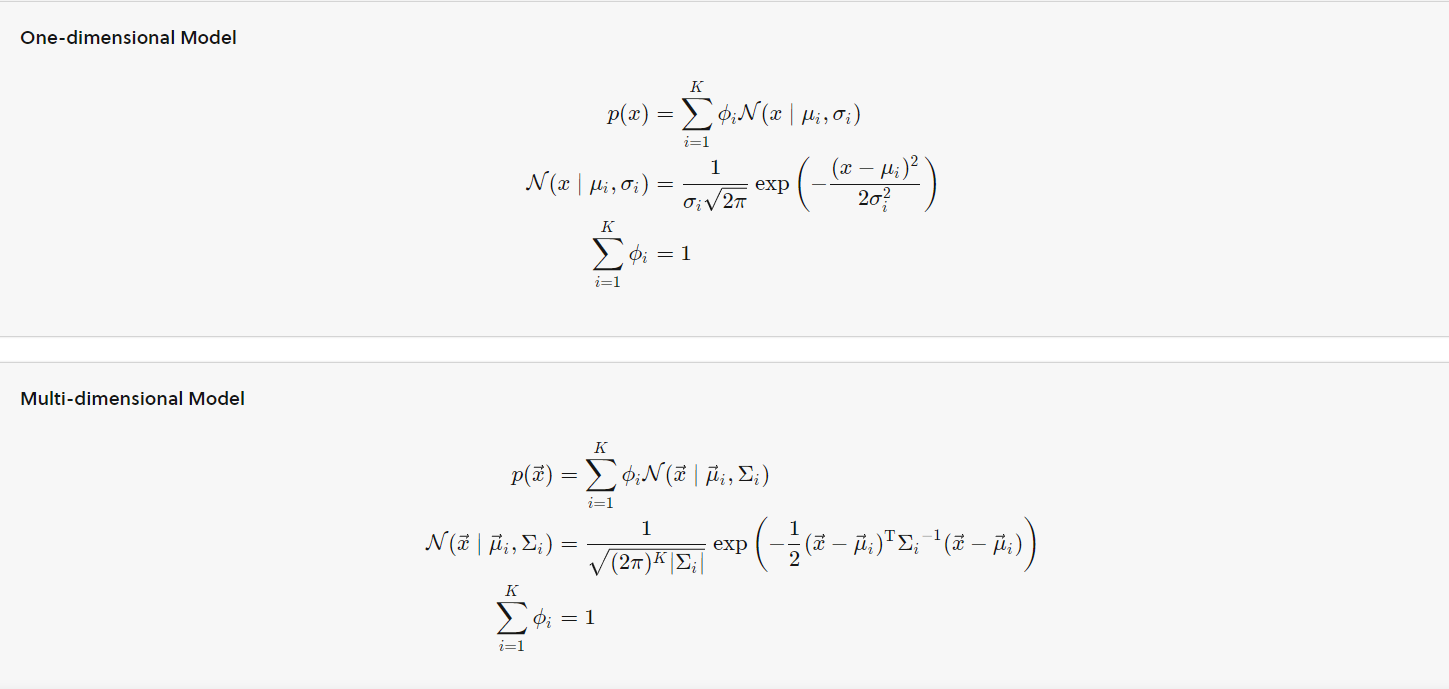 One-dimensional Model
$p(x) = \sum_{i=1}^{K} \phi_i \mathcal{N}(x \mid \mu_i, \sigma_i)$
$\mathcal{N}(x \mid \mu_i, \sigma_i) = \frac{1}{\sigma_i \sqrt{2\pi}} \exp\left(-\frac{(x - \mu_i)^2}{2\sigma_i^2}\right)$
$\sum_{i=1}^{K} \phi_i = 1$
Multi-dimensional Model
$p(\vec{x}) = \sum_{i=1}^{K} \phi_i \mathcal{N}(\vec{x} \mid \vec{\mu}_i, \Sigma_i)$
$\mathcal{N}(\vec{x} \mid \vec{\mu}_i, \Sigma_i) = \frac{1}{\sqrt{(2\pi)^K |\Sigma_i|}} \exp\left(-\frac{1}{2} (\vec{x} - \vec{\mu}_i)^{\mathrm{T}} {\Sigma_i}^{-1} (\vec{x} - \vec{\mu}_i)\right)$
$\sum_{i=1}^{K} \phi_i = 1$